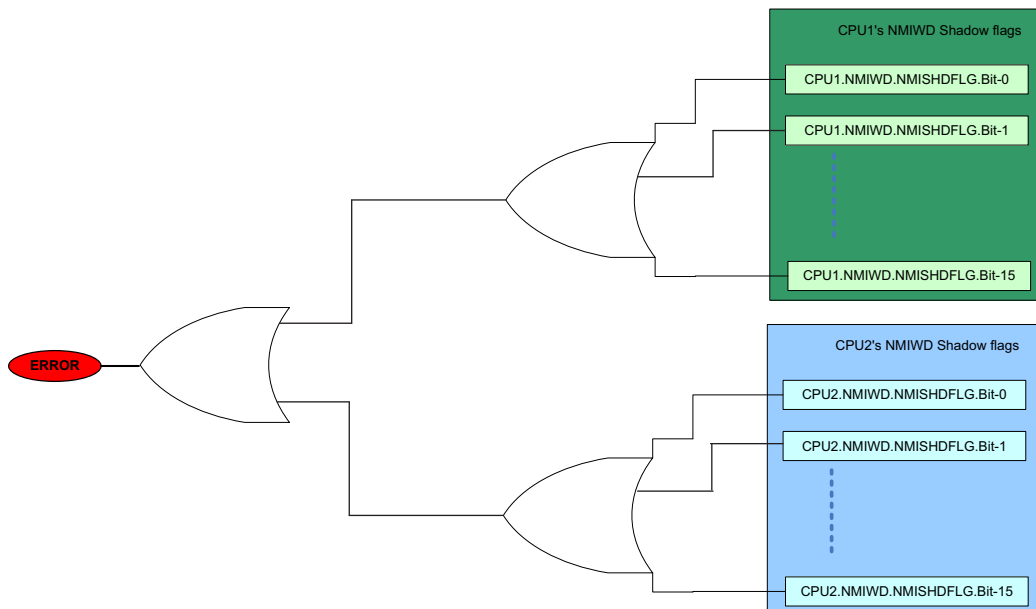 CPU1's NMIWD Shadow flags
CPU1.NMIWD.NMISHDFLG.Bit-0
CPU1.NMIWD.NMISHDFLG.Bit-1
CPU1.NMIWD.NMISHDFLG.Bit-15
ERROR
CPU2's NMIWD Shadow flags
CPU2.NMIWD.NMISHDFLG.Bit-0
CPU2.NMIWD.NMISHDFLG.Bit-1
CPU2.NMIWD.NMISHDFLG.Bit-15